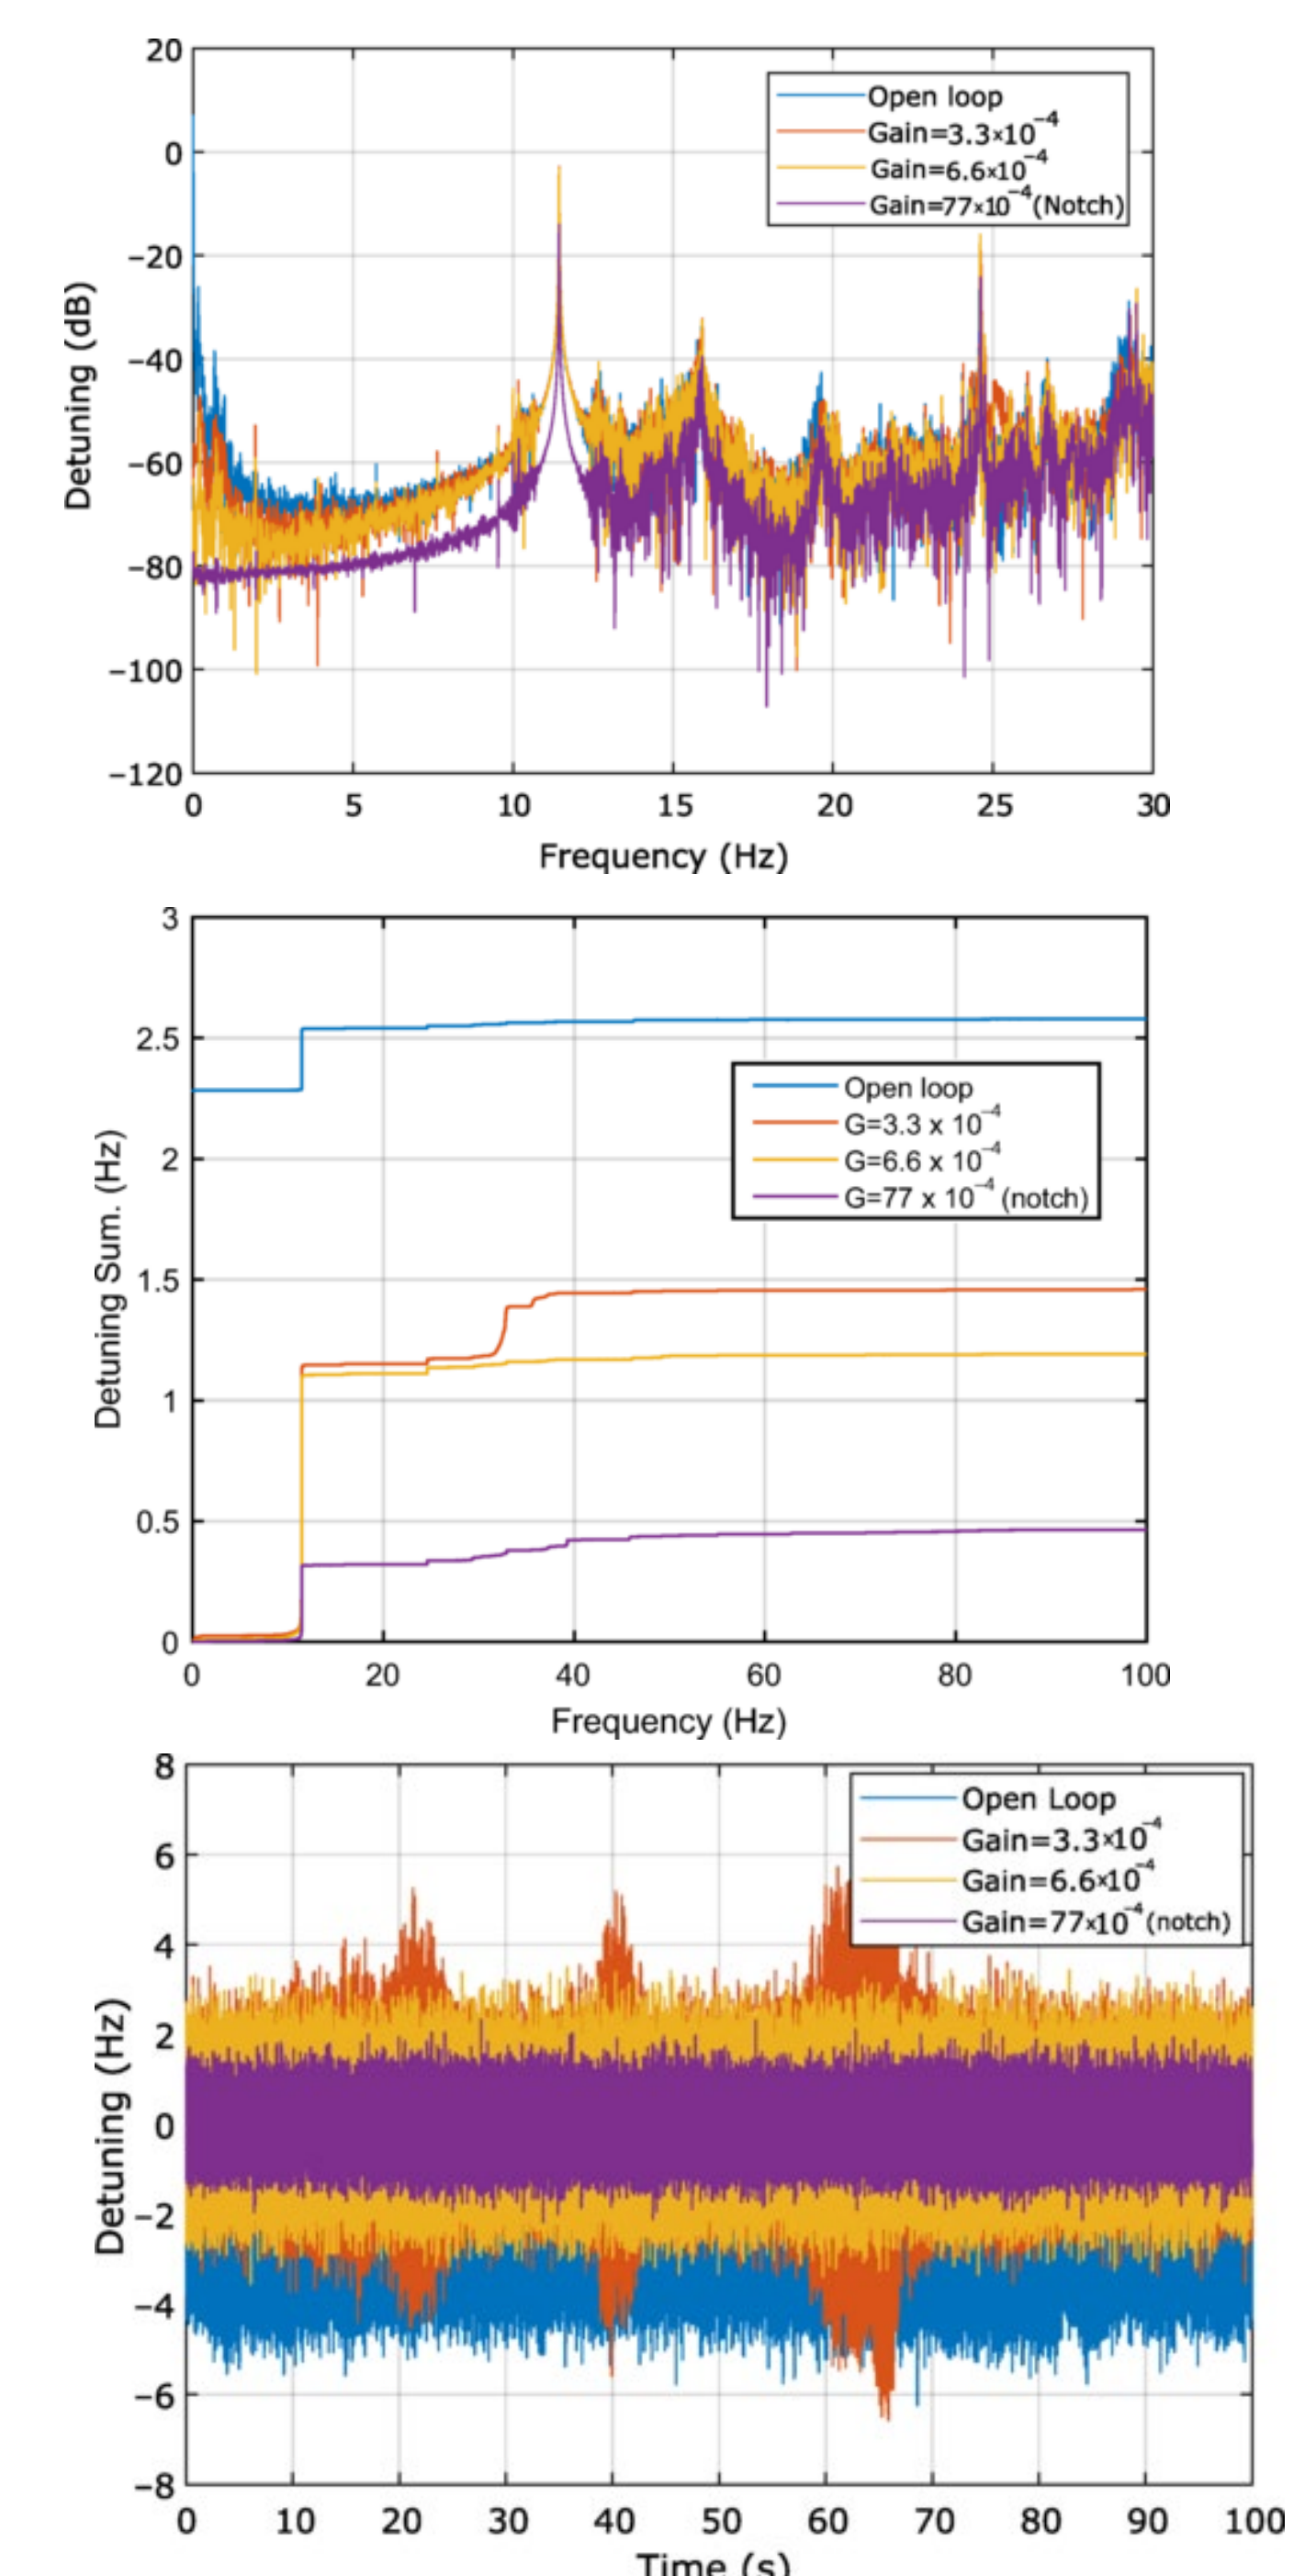 20
0
−20
−40
−60
−80
−100
−120
Detuning (dB)
Open loop
Gain=3.3×10⁻⁴
Gain=6.6×10⁻⁴
Gain=77×10⁻⁴(Notch)
0 5 10 15 20 25 30
Frequency (Hz)
3
2.5
2
1.5
1
0.5
0
Detuning Sum. (Hz)
Open loop
G=3.3 x 10⁻⁴
G=6.6 x 10⁻⁴
G=77 x 10⁻⁴ (notch)
0 20 40 60 80 100
Frequency (Hz)
8
6
4
2
0
−2
−4
−6
−8
Detuning (Hz)
Open Loop
Gain=3.3×10⁻⁴
Gain=6.6×10⁻⁴
Gain=77×10⁻⁴(notch)
0 10 20 30 40 50 60 70 80 90 100
Time (s)